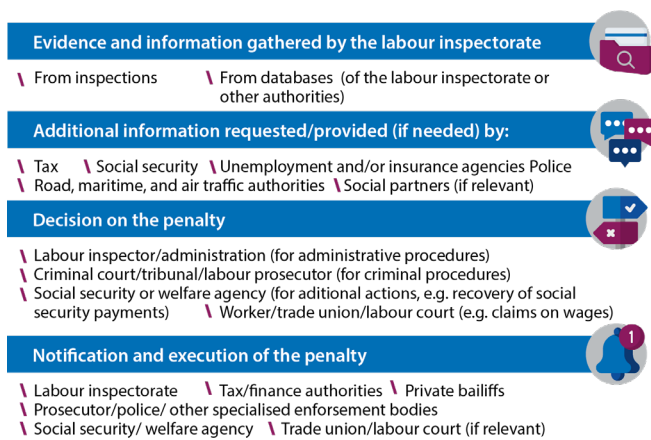 Evidence and information gathered by the labour inspectorate
\ From inspections \ From databases (of the labour inspectorate or
other authorities)
Additional information requested/provided (if needed) by:
\ Tax \ Social security \ Unemployment and/or insurance agencies Police
\ Road, maritime, and air traffic authorities \ Social partners (if relevant)
Decision on the penalty
\ Labour inspector/administration (for administrative procedures)
\ Criminal court/tribunal/labour prosecutor (for criminal procedures)
\ Social security or welfare agency (for aditional actions, e.g. recovery of social
security payments) \ Worker/trade union/labour court (e.g. claims on wages)
1
Notification and execution of the penalty
\ Labour inspectorate \ Tax/finance authorities \ Private bailiffs
\ Prosecutor/police/ other specialised enforsement bodies
\ Social security/ welfare agency \ Trade union/labour court (if relevant)